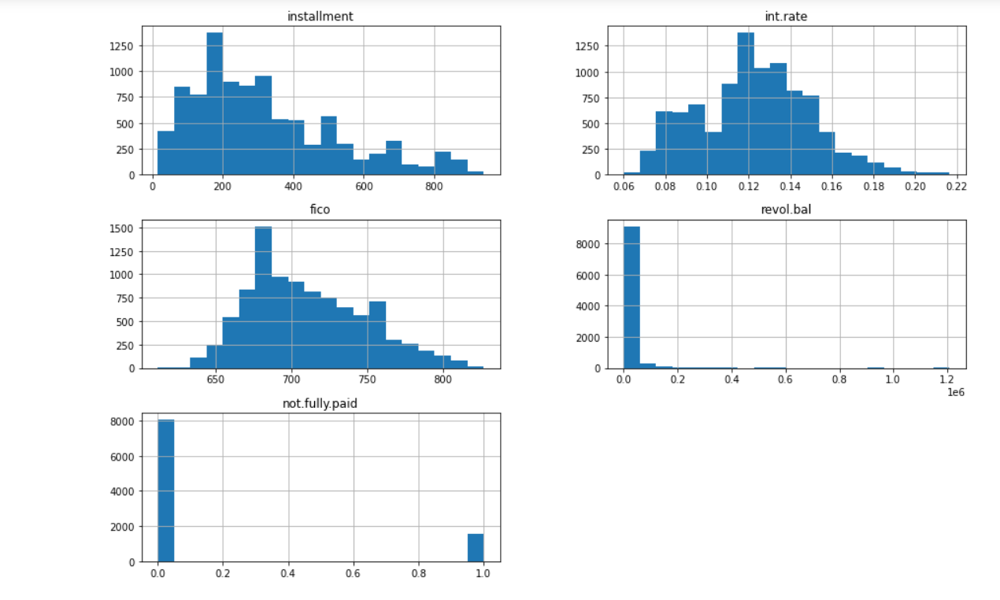 installment
1250
1000
750
500
250
0
0 200 400 600 800
int.rate
1250
1000
750
500
250
0
0.06 0.08 0.10 0.12 0.14 0.16 0.18 0.20 0.22
fico
1500
1250
1000
750
500
250
0
650 700 750 800
revol.bal
8000
6000
4000
2000
0
0.0 0.2 0.4 0.6 0.8 1.0 1.2
1e6
not.fully.paid
8000
6000
4000
2000
0
0.0 0.2 0.4 0.6 0.8 1.0